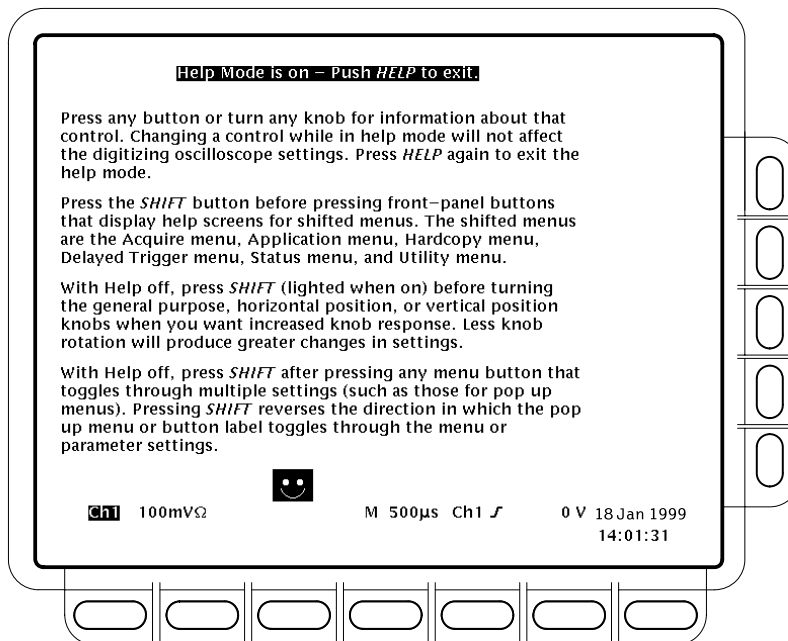 Help Mode is on – Push HELP to exit.
Press any button or turn any knob for information about that
control. Changing a control while in help mode will not affect
the digitizing oscilloscope settings. Press HELP again to exit the
help mode.
Press the SHIFT button before pressing front–panel buttons
that display help screens for shifted menus. The shifted menus
are the Acquire menu, Application menu, Hardcopy menu,
Delayed Trigger menu, Status menu, and Utility menu.
With Help off, press SHIFT (lighted when on) before turning
the general purpose, horizontal position, or vertical position
knobs when you want increased knob response. Less knob
rotation will produce greater changes in settings.
With Help off, press SHIFT after pressing any menu button that
toggles through multiple settings (such as those for pop up
menus). Pressing SHIFT reverses the direction in which the pop
up menu or button label toggles through the menu or
parameter settings.
Ch1 100mVΩ M 500µs Ch1 ƒ 0 V 18 Jan 1999
14:01:31